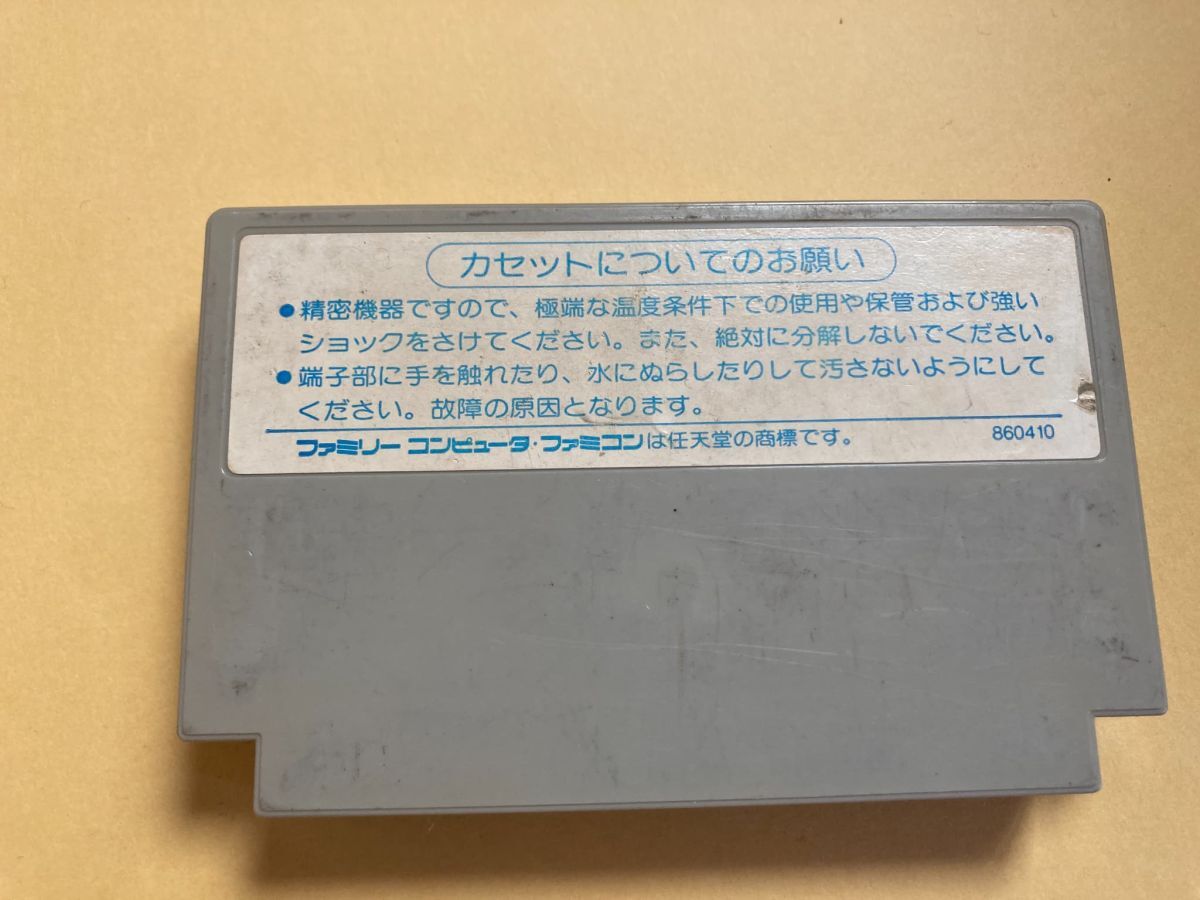 カセットについてのお願い
●精密機器ですので、極端な温度条件下での使用や保管および強い
ショックをさけてください。また、絶対に分解しないでください。
●端子部に手を触れたり、水にぬらしたりして汚さないようにして
ください。故障の原因となります。
ファミリーコンピュータ・ファミコンは任天堂の商標です。 860410